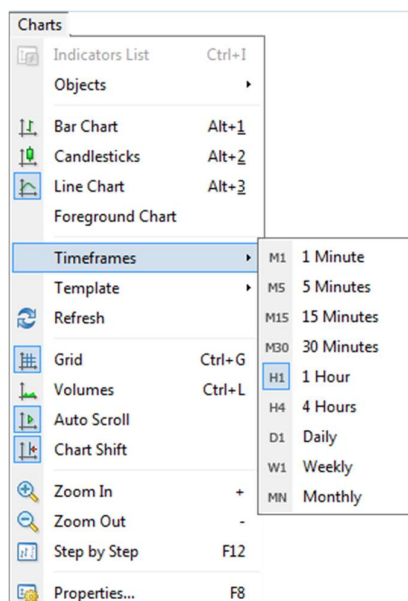 Charts
Indicators List Ctrl+I
Objects
Bar Chart Alt+1
Candlesticks Alt+2
Line Chart Alt+3
Foreground Chart
Timeframes
Template
Refresh
Grid Ctrl+G
Volumes Ctrl+L
Auto Scroll
Chart Shift
Zoom In +
Zoom Out -
Step by Step F12
Properties... F8
M1 1 Minute
M5 5 Minutes
M15 15 Minutes
M30 30 Minutes
H1 1 Hour
H4 4 Hours
D1 Daily
W1 Weekly
MN Monthly